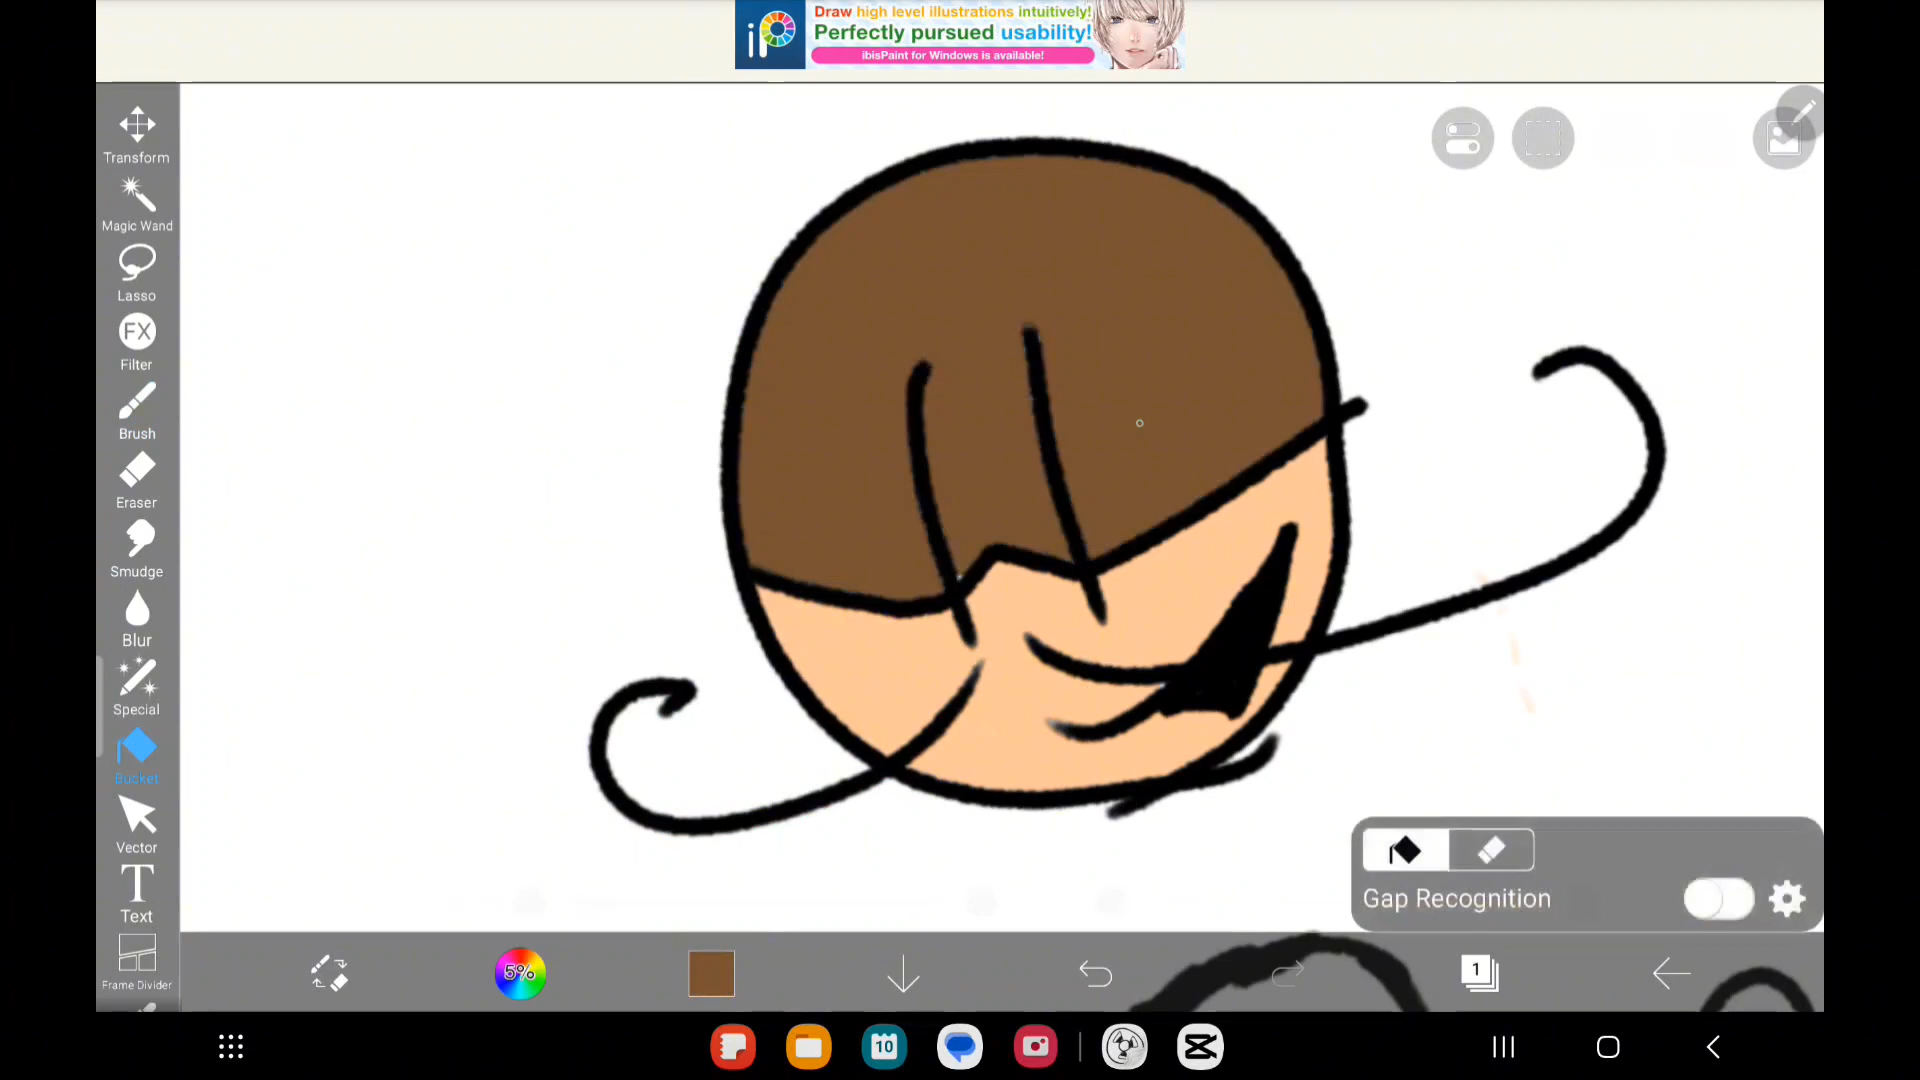 iP
Draw high level illustrations intuitively!
Perfectly pursued usability!
ibisPaint for Windows is available!
Transform
Magic Wand
Lasso
FX
Filter
Brush
Eraser
Smudge
Blur
Special
Bucket
Vector
T
Text
Frame Divider
Gap Recognition
5%
1
10